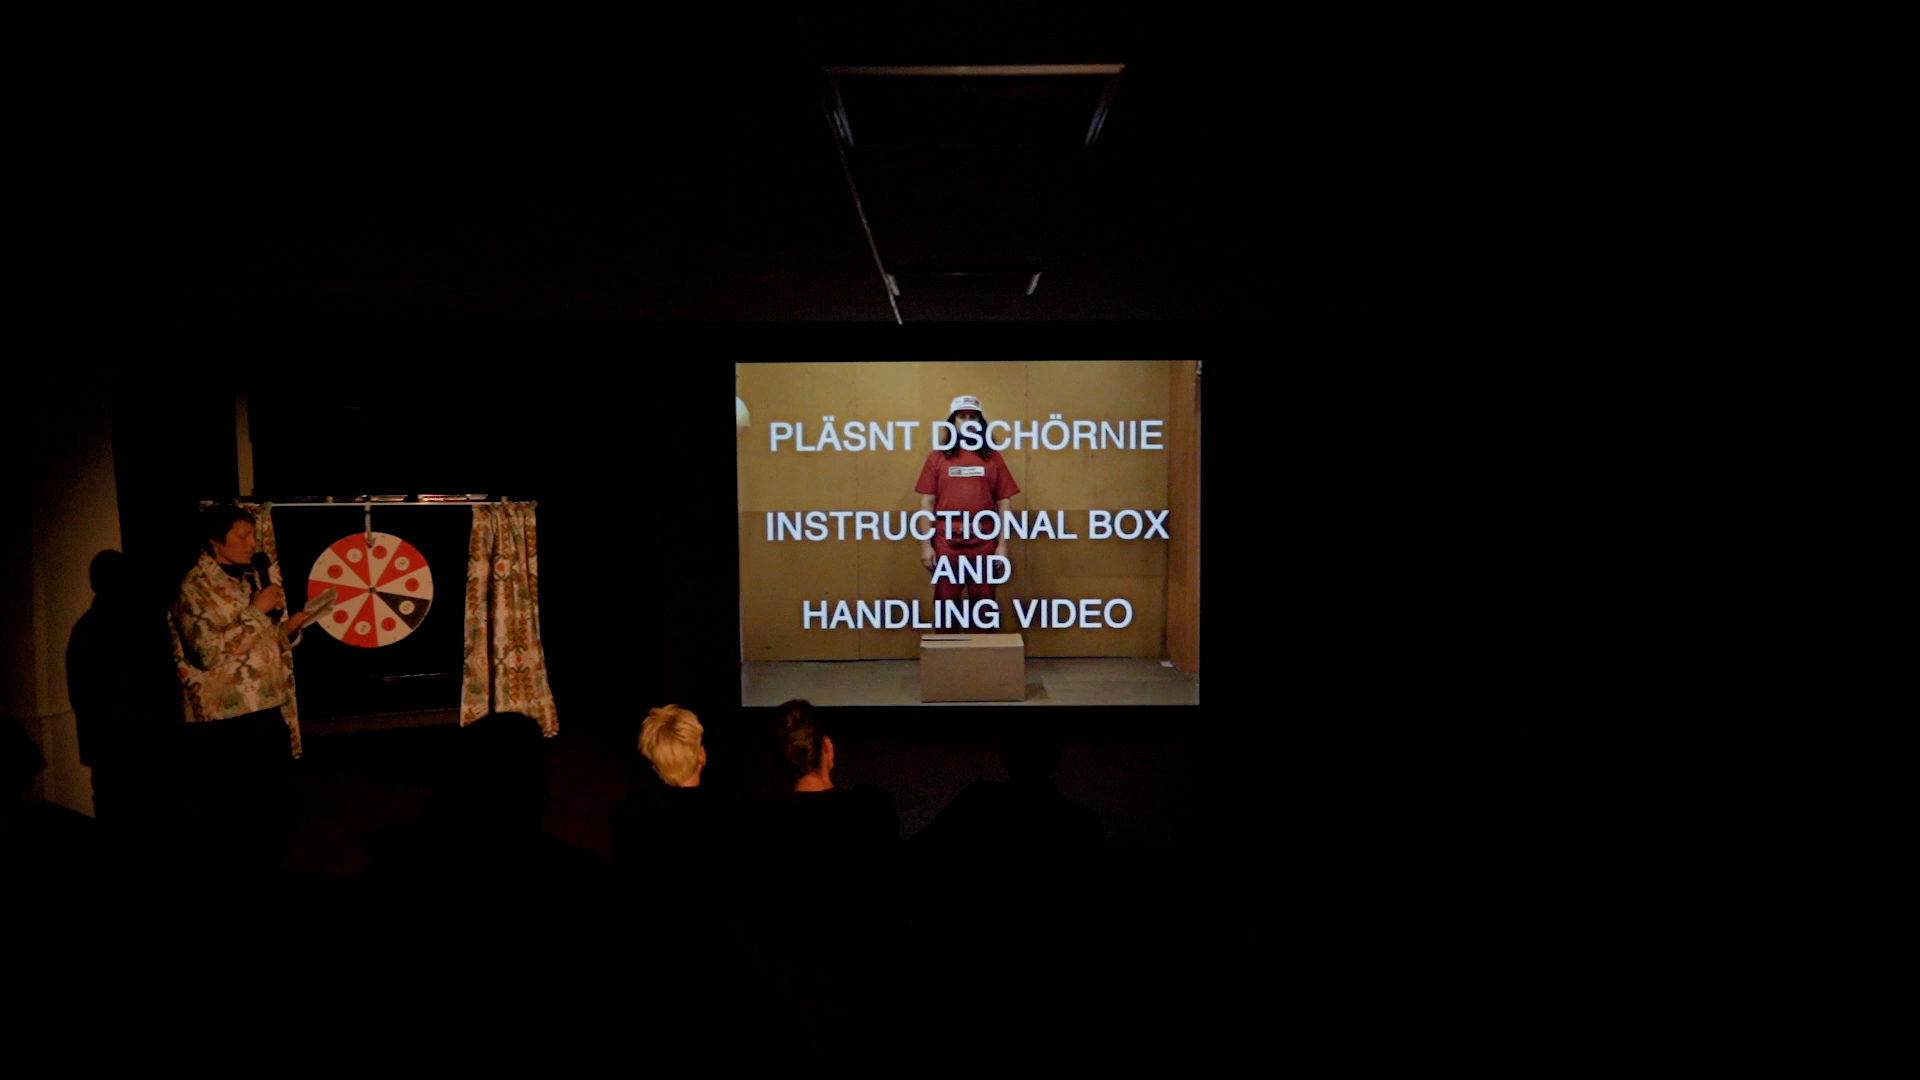 PLÄSNT DSCHÖRNIE
INSTRUCTIONAL BOX
AND
HANDLING VIDEO